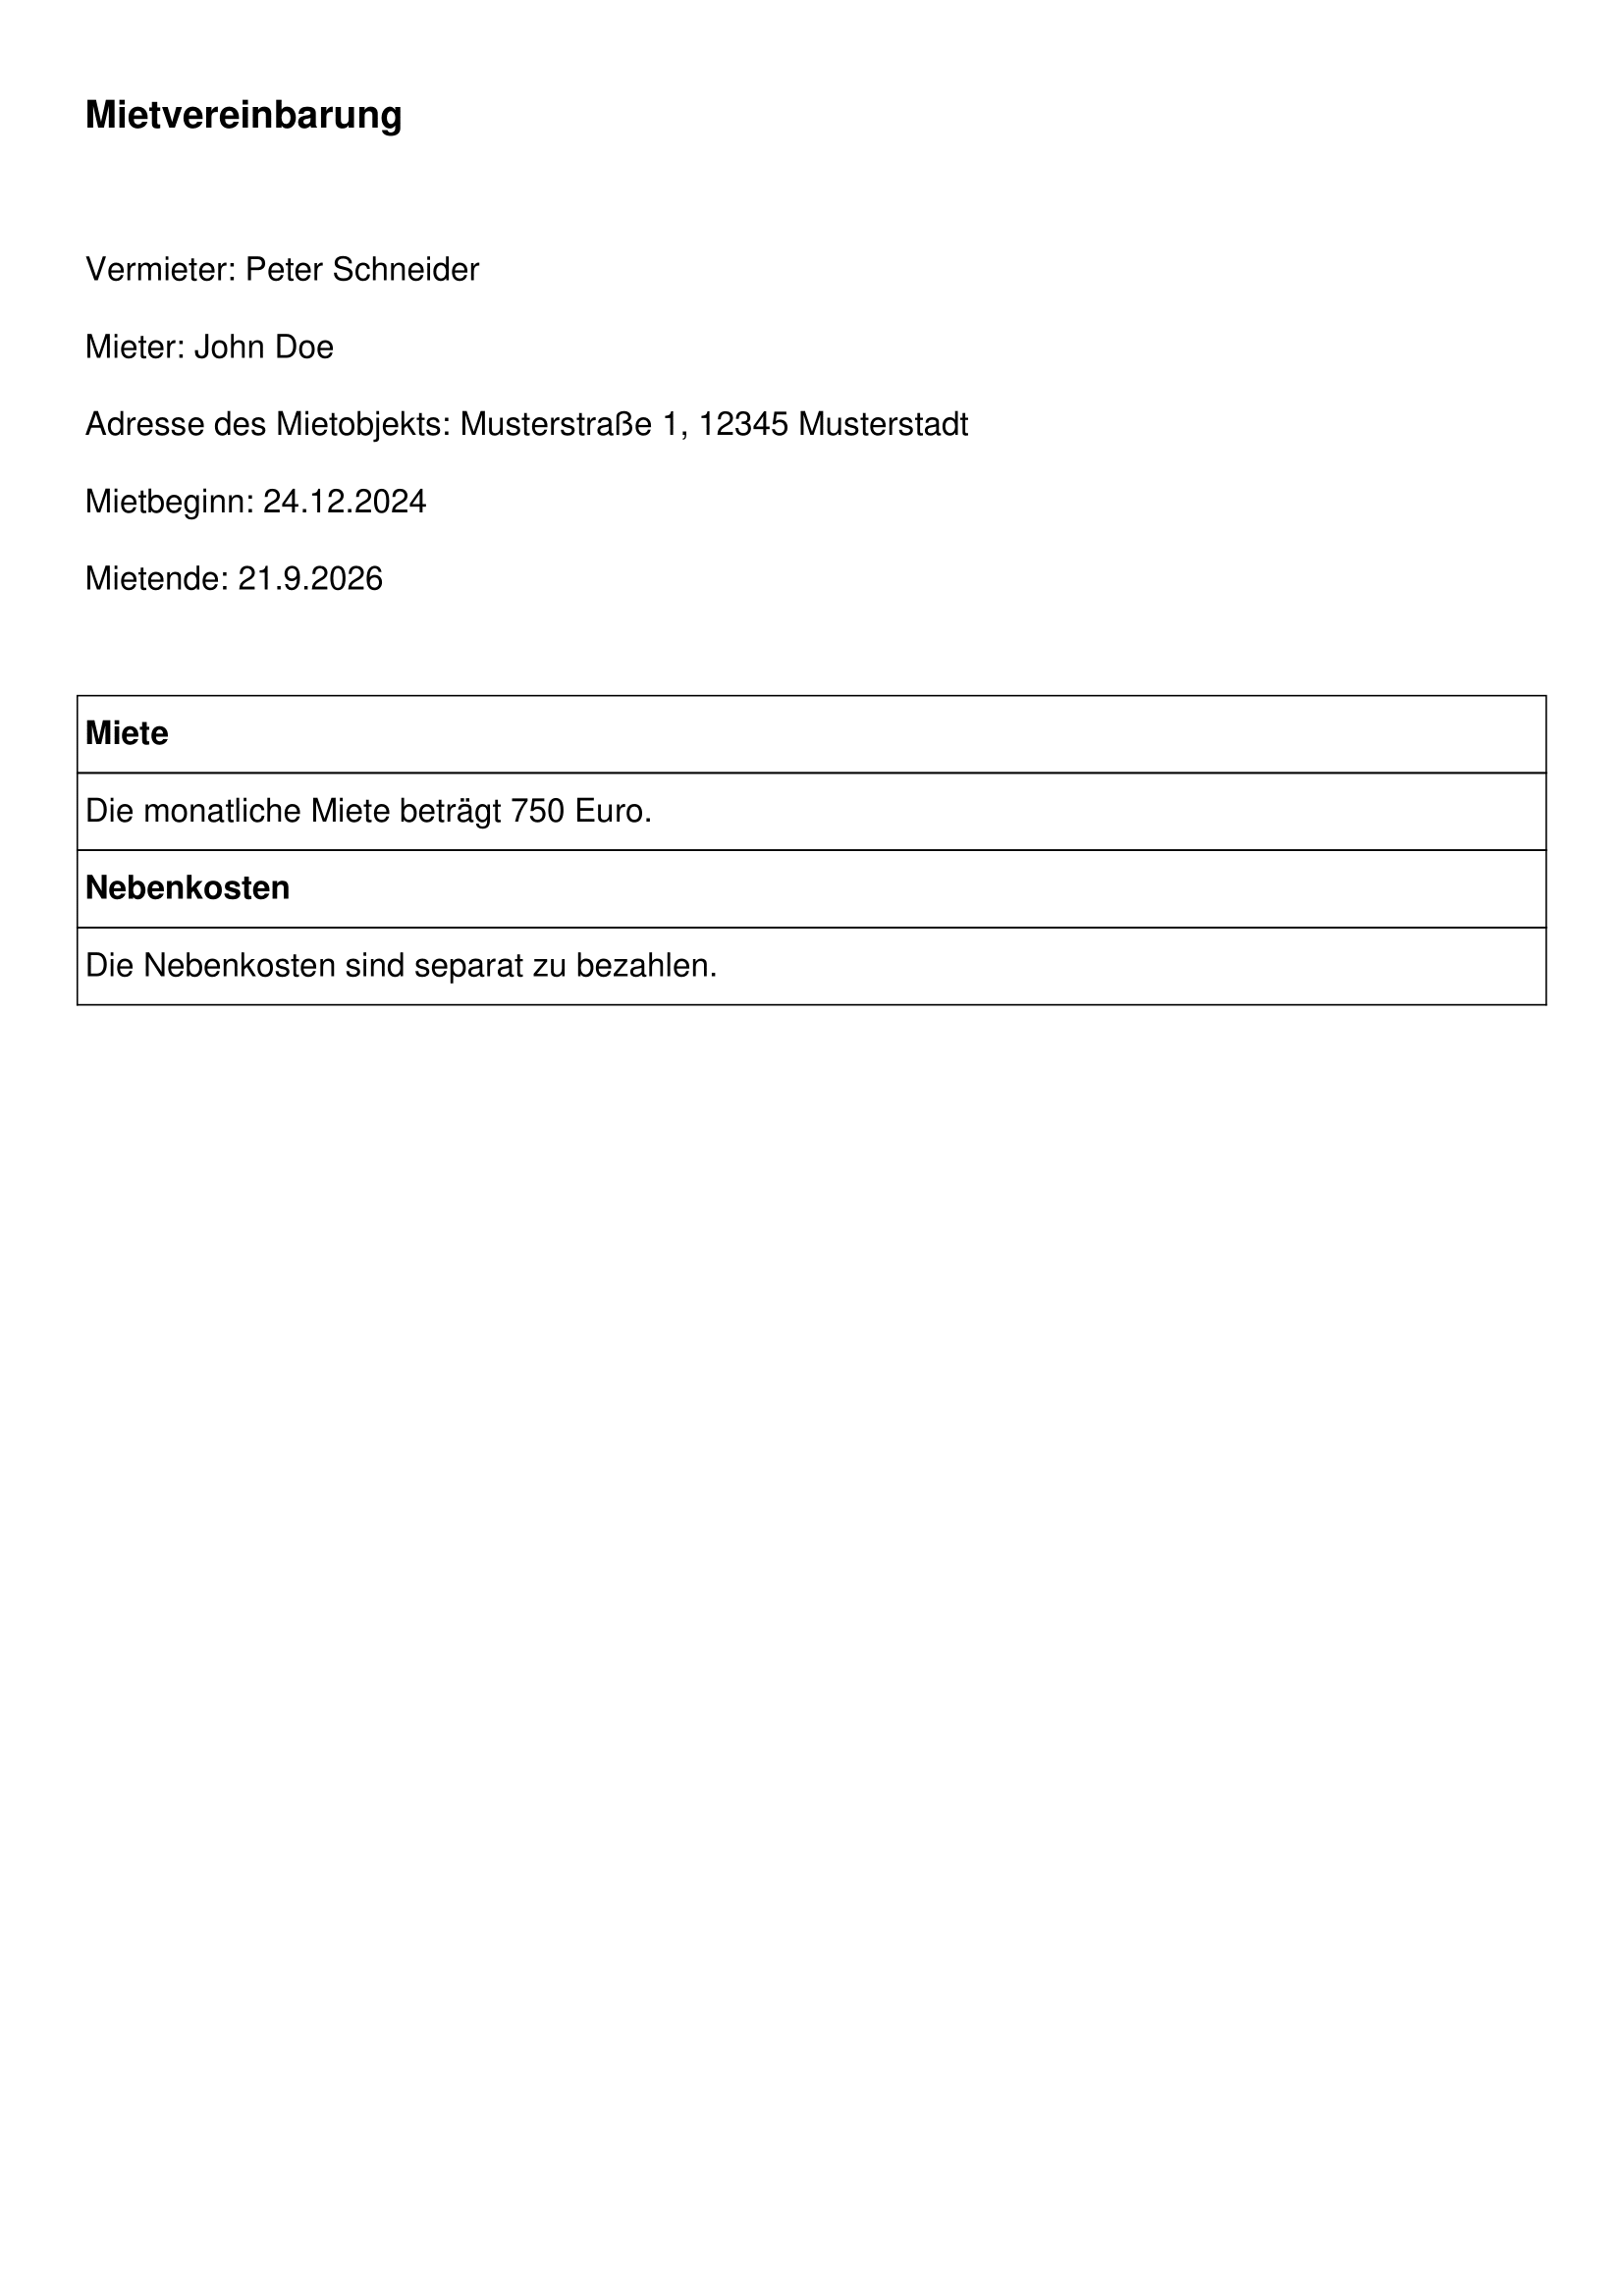 Mietvereinbarung
Vermieter: Peter Schneider
Mieter: John Doe
Adresse des Mietobjekts: Musterstraße 1, 12345 Musterstadt
Mietbeginn: 24.12.2024
Mietende: 21.9.2026
Miete
Die monatliche Miete beträgt 750 Euro.
Nebenkosten
Die Nebenkosten sind separat zu bezahlen.